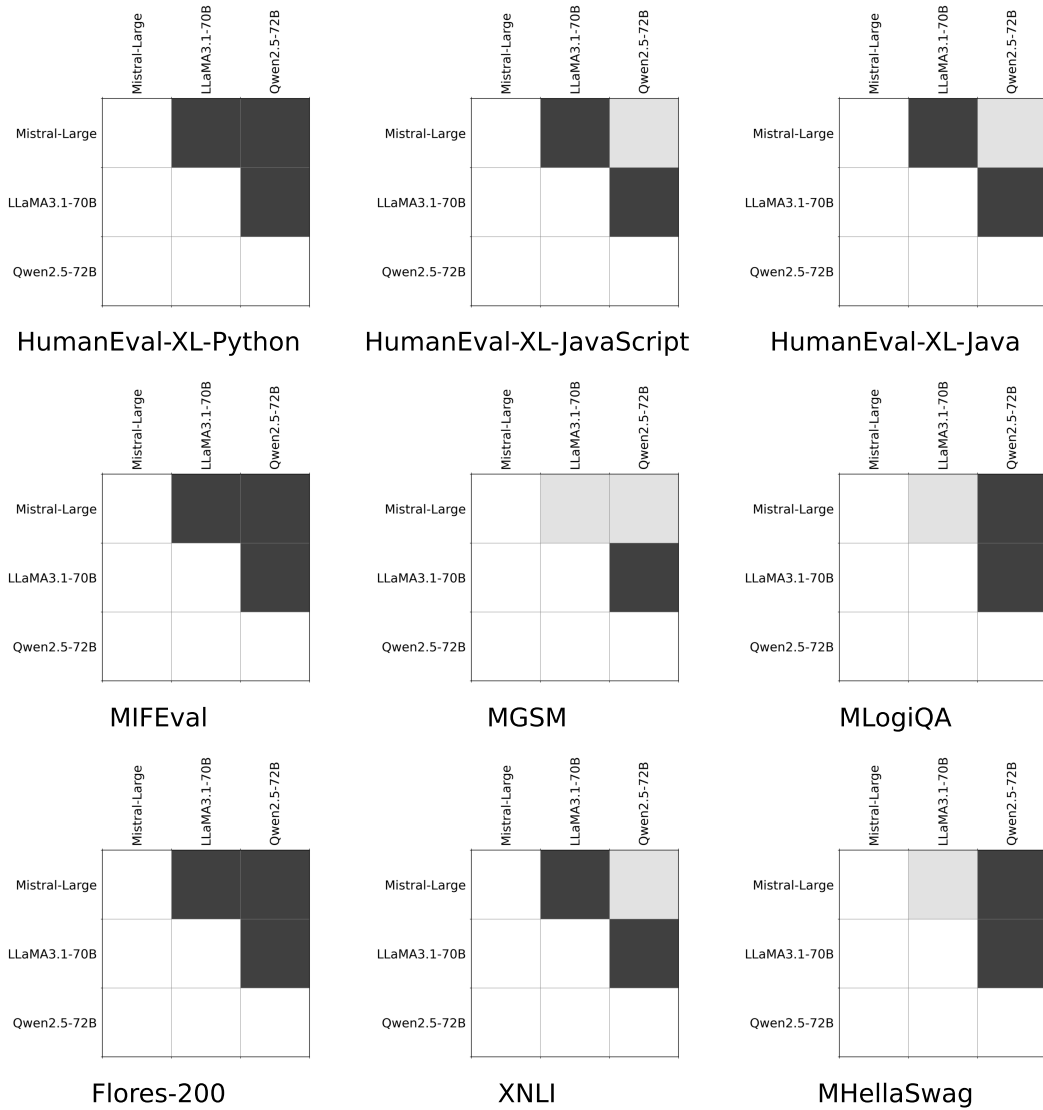 Mistral-Large
LLaMA3.1-70B
Qwen2.5-72B
Mistral-Large
LLaMA3.1-70B
Qwen2.5-72B
HumanEval-XL-Python
Mistral-Large
LLaMA3.1-70B
Qwen2.5-72B
Mistral-Large
LLaMA3.1-70B
Qwen2.5-72B
HumanEval-XL-JavaScript
Mistral-Large
LLaMA3.1-70B
Qwen2.5-72B
Mistral-Large
LLaMA3.1-70B
Qwen2.5-72B
HumanEval-XL-Java
Mistral-Large
LLaMA3.1-70B
Qwen2.5-72B
Mistral-Large
LLaMA3.1-70B
Qwen2.5-72B
MIFEval
Mistral-Large
LLaMA3.1-70B
Qwen2.5-72B
Mistral-Large
LLaMA3.1-70B
Qwen2.5-72B
MGSM
Mistral-Large
LLaMA3.1-70B
Qwen2.5-72B
Mistral-Large
LLaMA3.1-70B
Qwen2.5-72B
MLogiQA
Mistral-Large
LLaMA3.1-70B
Qwen2.5-72B
Mistral-Large
LLaMA3.1-70B
Qwen2.5-72B
Flores-200
Mistral-Large
LLaMA3.1-70B
Qwen2.5-72B
Mistral-Large
LLaMA3.1-70B
Qwen2.5-72B
XNLI
Mistral-Large
LLaMA3.1-70B
Qwen2.5-72B
Mistral-Large
LLaMA3.1-70B
Qwen2.5-72B
MHellaSwag